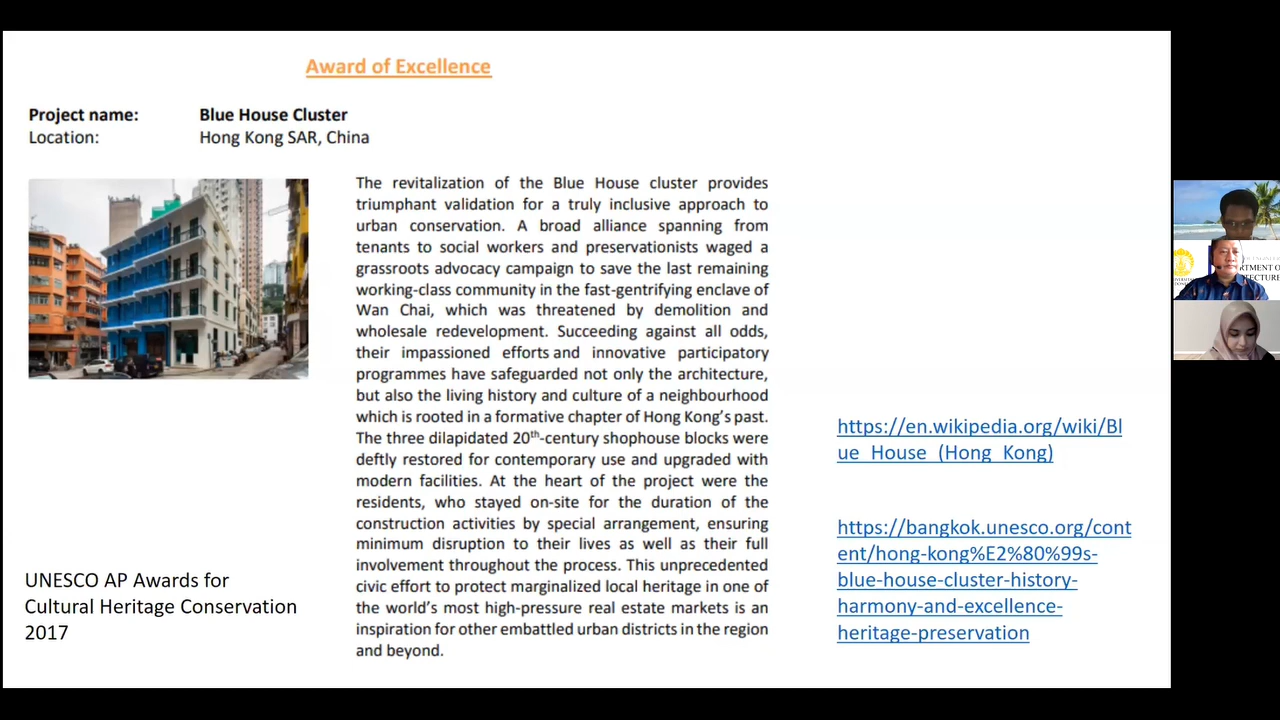 Award of Excellence
Project name: Blue House Cluster
Location: Hong Kong SAR, China
The revitalization of the Blue House cluster provides
triumphant validation for a truly inclusive approach to
urban conservation. A broad alliance spanning from
tenants to social workers and preservationists waged a
grassroots advocacy campaign to save the last remaining
working-class community in the fast-gentrifying enclave of
Wan Chai, which was threatened by demolition and
wholesale redevelopment. Succeeding against all odds,
their impassioned efforts and innovative participatory
programmes have safeguarded not only the architecture,
but also the living history and culture of a neighbourhood
which is rooted in a formative chapter of Hong Kong's past.
The three dilapidated 20th-century shophouse blocks were
deftly restored for contemporary use and upgraded with
modern facilities. At the heart of the project were the
residents, who stayed on-site for the duration of the
construction activities by special arrangement, ensuring
minimum disruption to their lives as well as their full
involvement throughout the process. This unprecedented
civic effort to protect marginalized local heritage in one of
the world's most high-pressure real estate markets is an
inspiration for other embattled urban districts in the region
and beyond.
UNESCO AP Awards for
Cultural Heritage Conservation
2017
https://en.wikipedia.org/wiki/Bl
ue_House_(Hong_Kong)
https://bangkok.unesco.org/cont
ent/hong-kong%E2%80%99s-
blue-house-cluster-history-
harmony-and-excellence-
heritage-preservation